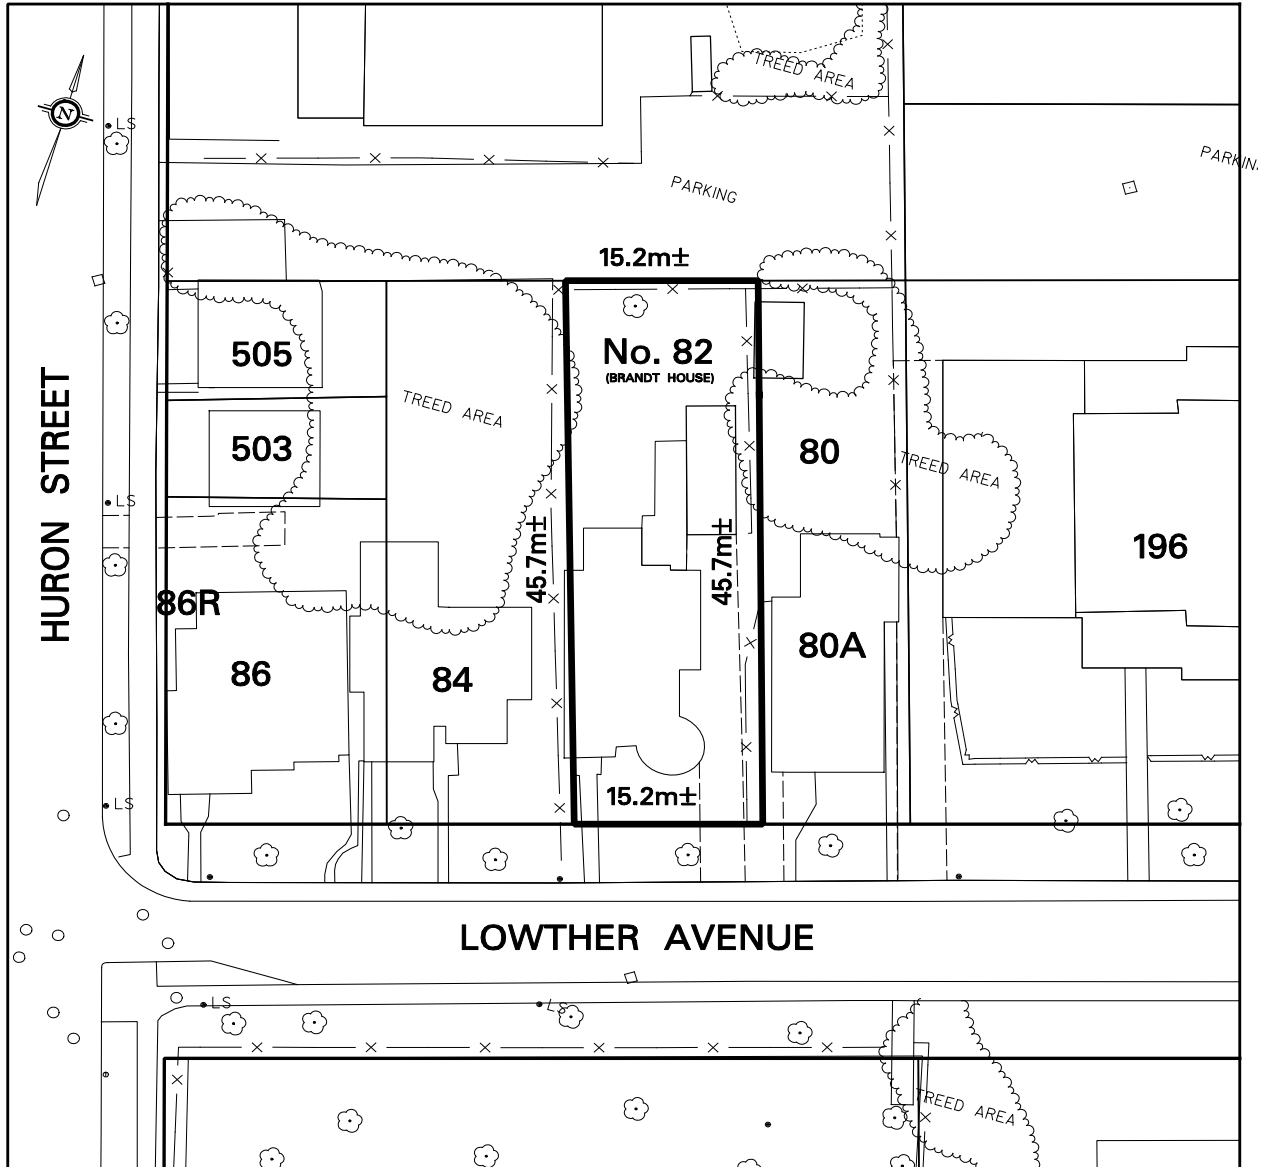 TREED AREA
N
LS
PARKIN
PARKING
15.2m±
505
No. 82
(BRANDT HOUSE)
TREED AREA
503
80
TREED AREA
HURON STREET
LS
45.7m±
45.7m±
196
86R
80A
86
84
15.2m±
LS
LOWTHER AVENUE
LS
LS
TREED AREA